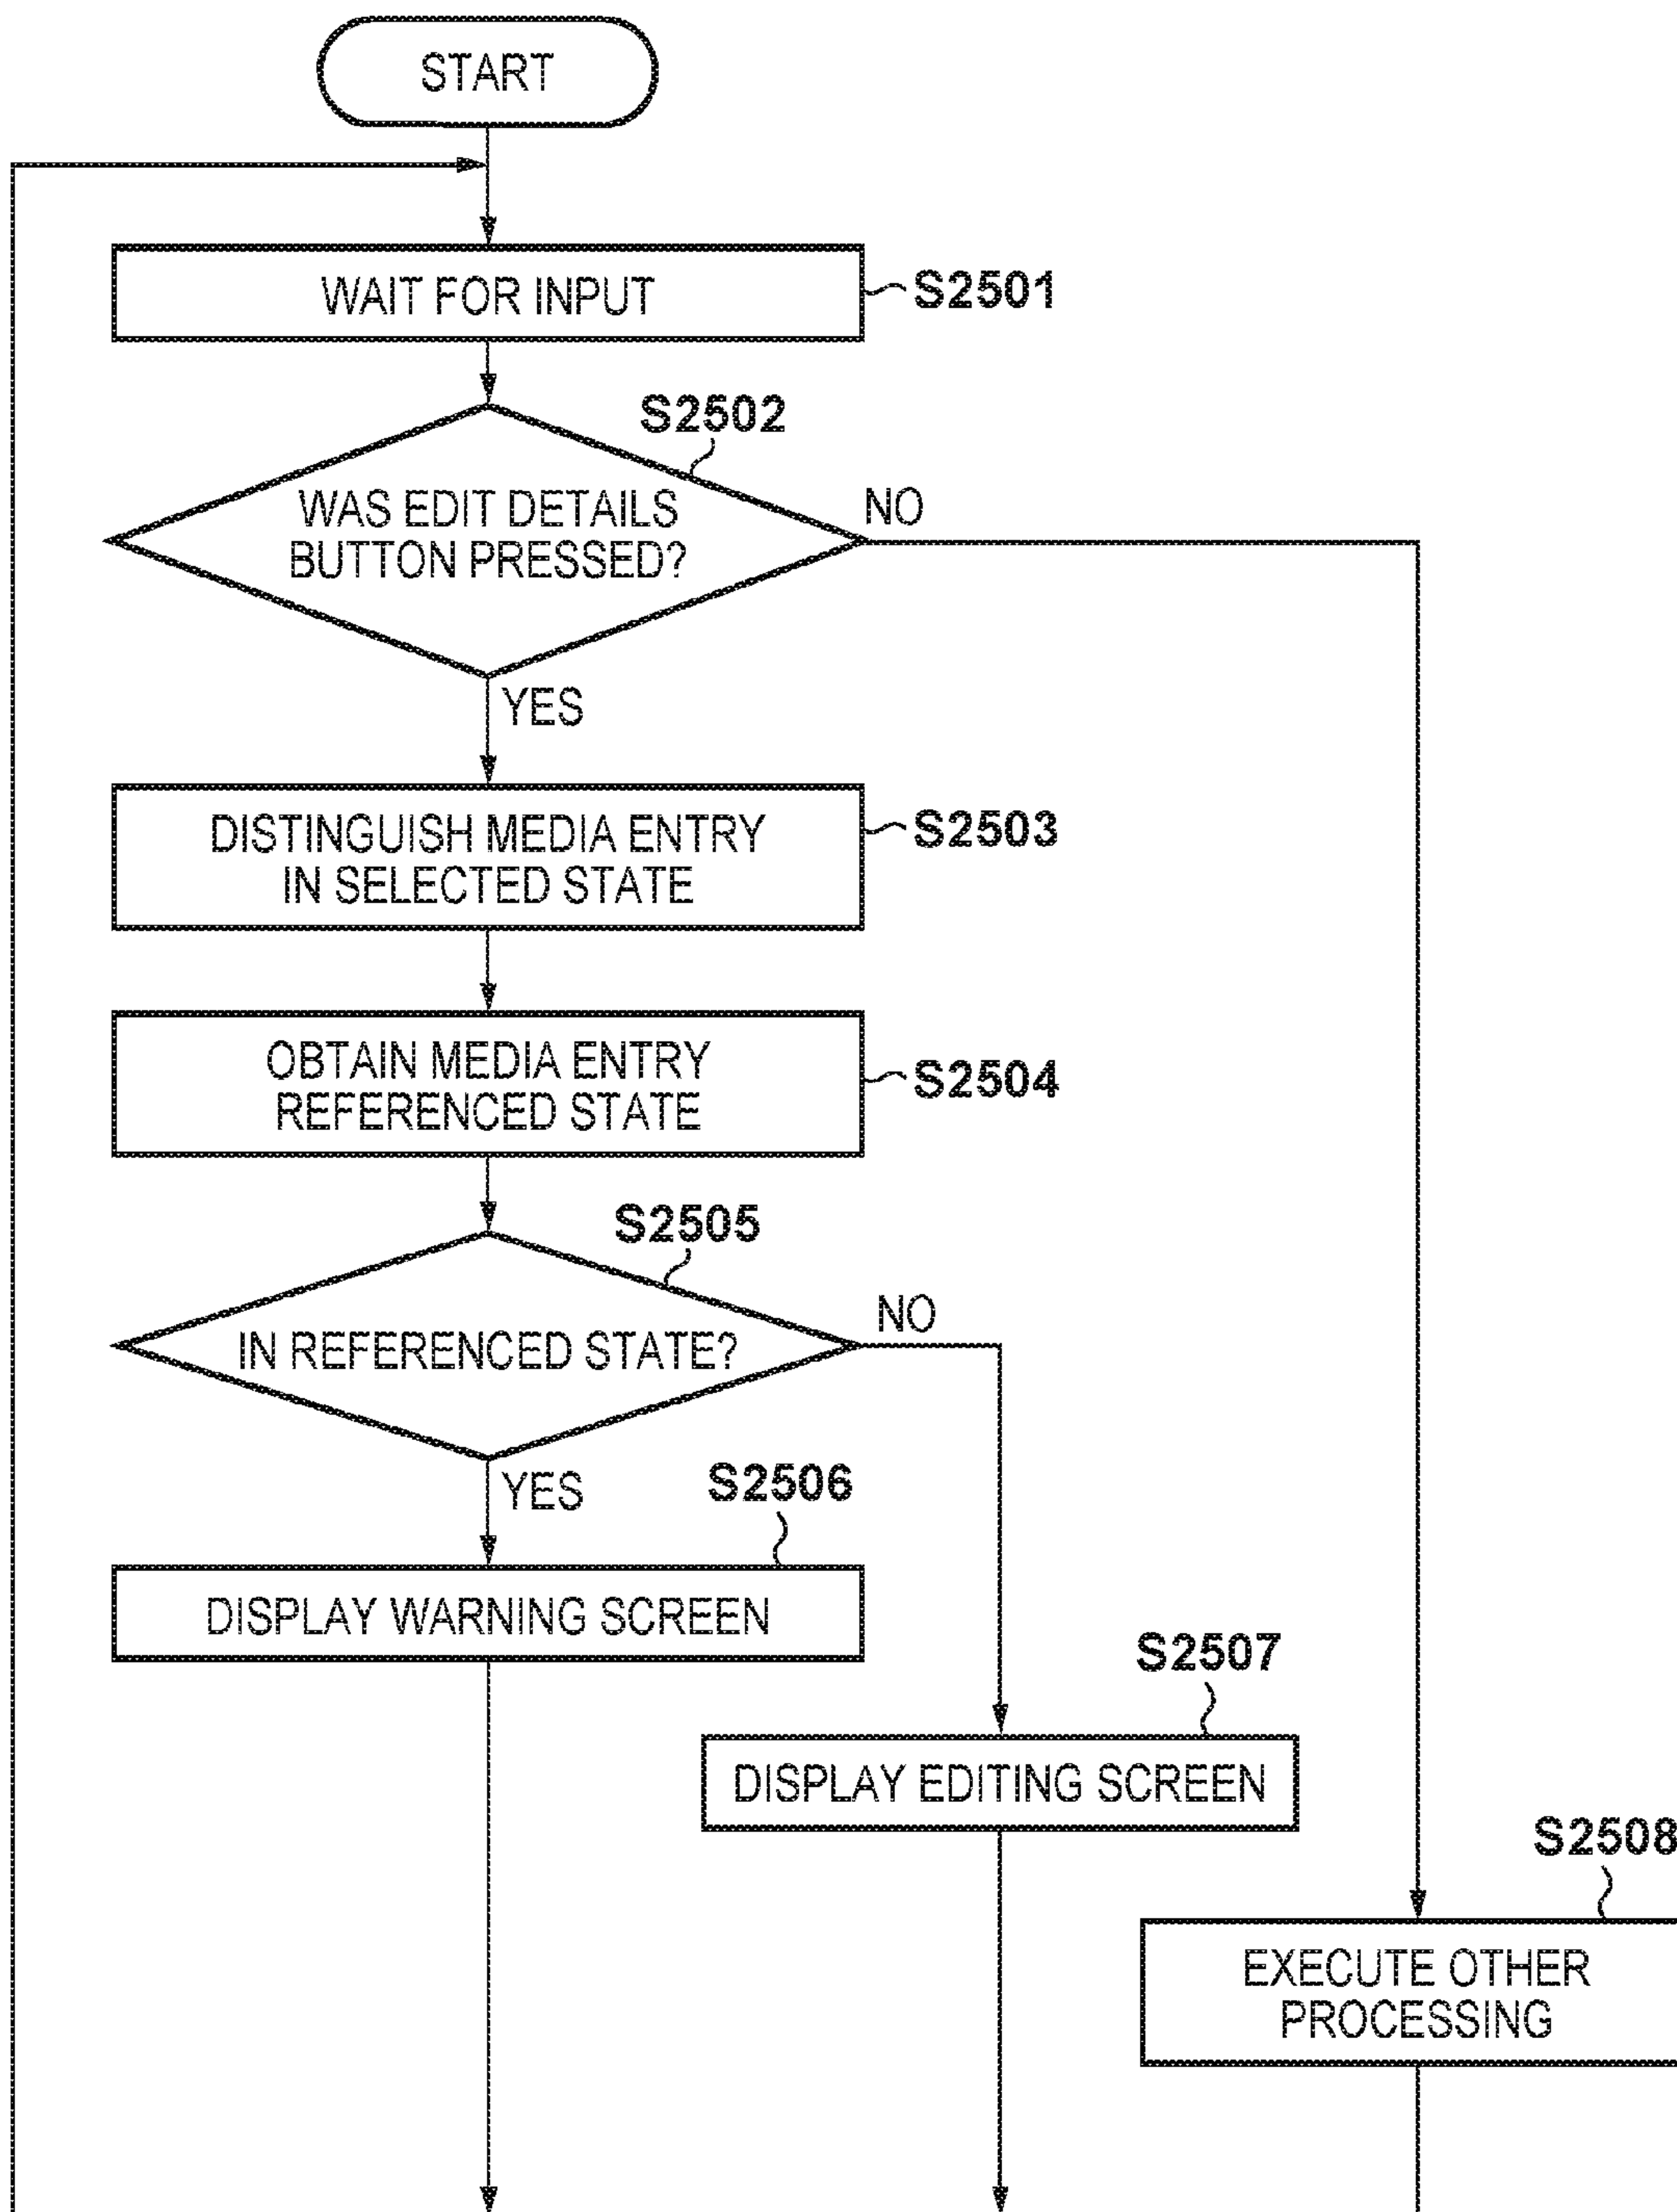 START
WAIT FOR INPUT
S2501
S2502
WAS EDIT DETAILS
BUTTON PRESSED?
NO
YES
DISTINGUISH MEDIA ENTRY
IN SELECTED STATE
S2503
OBTAIN MEDIA ENTRY
REFERENCED STATE
S2504
S2505
IN REFERENCED STATE?
NO
YES
S2506
DISPLAY WARNING SCREEN
S2507
DISPLAY EDITING SCREEN
S2508
EXECUTE OTHER
PROCESSING